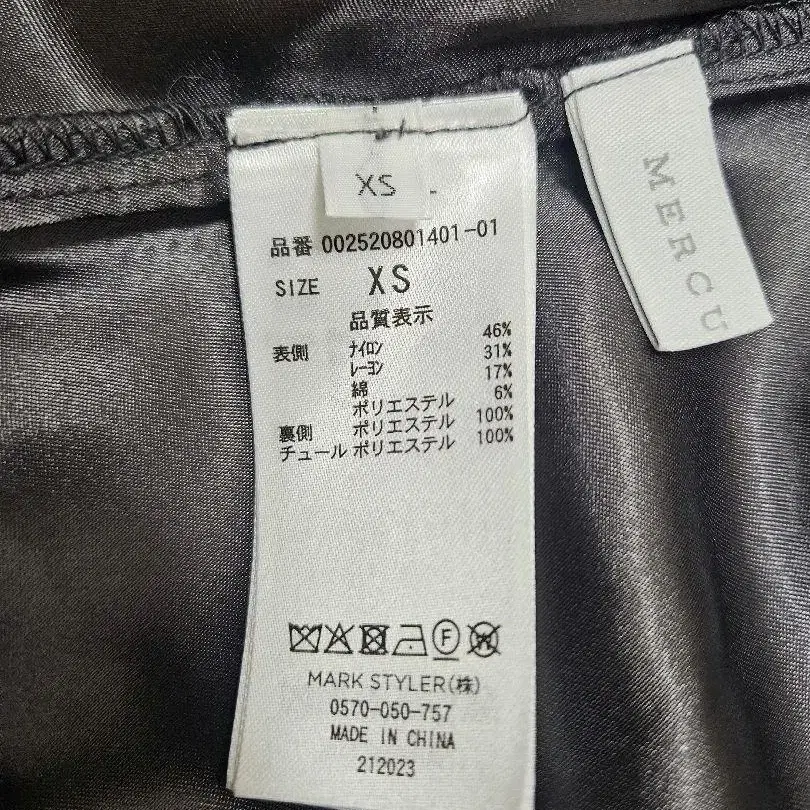 XS
品番 002520801401-01
SIZE XS
品質表示
表側 ナイロン 46%
レーヨン 31%
綿 17%
ポリエステル 6%
裏側 ポリエステル 100%
チュール ポリエステル 100%
F
W
MARK STYLER(株)
0570-050-757
MADE IN CHINA
212023
MERCU